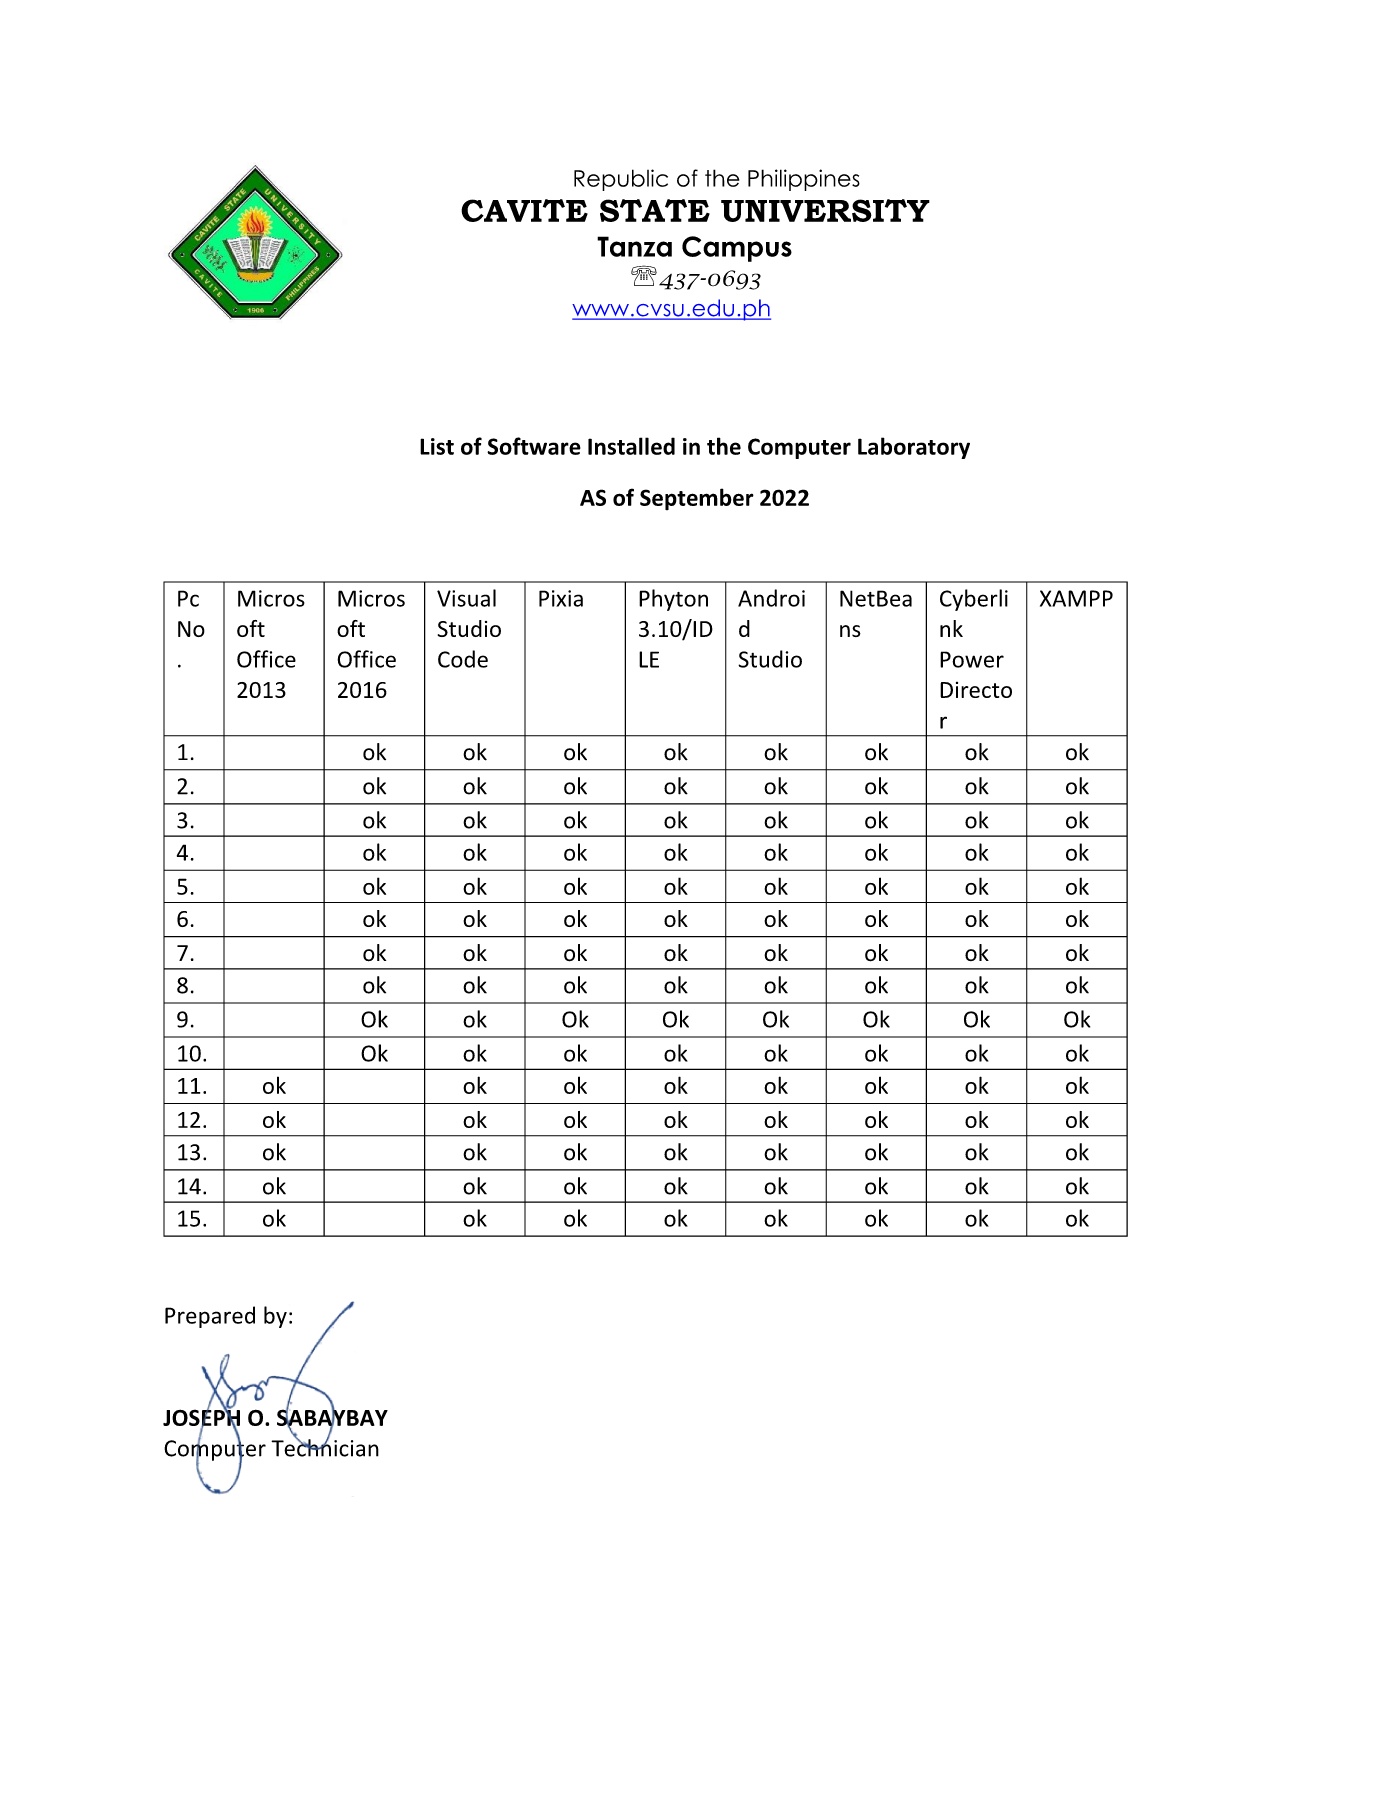 CAVITE STATE UNIVERSITY
CAVITE PHILIPPINES
1906
Republic of the Philippines
CAVITE STATE UNIVERSITY
Tanza Campus
☏437-0693
www.cvsu.edu.ph
List of Software Installed in the Computer Laboratory
AS of September 2022
Pc No. Microsoft Office 2013 Microsoft Office 2016 Visual Studio Code Pixia Phyton 3.10/IDLE Android Studio NetBeans Cyberlink Power Director XAMPP
1. ok ok ok ok ok ok ok ok
2. ok ok ok ok ok ok ok ok
3. ok ok ok ok ok ok ok ok
4. ok ok ok ok ok ok ok ok
5. ok ok ok ok ok ok ok ok
6. ok ok ok ok ok ok ok ok
7. ok ok ok ok ok ok ok ok
8. ok ok ok ok ok ok ok ok
9. Ok ok Ok Ok Ok Ok Ok Ok
10. Ok ok ok ok ok ok ok ok
11. ok ok ok ok ok ok ok ok
12. ok ok ok ok ok ok ok ok
13. ok ok ok ok ok ok ok ok
14. ok ok ok ok ok ok ok ok
15. ok ok ok ok ok ok ok ok
Prepared by:
JOSEPH O. SABAYBAY
Computer Technician